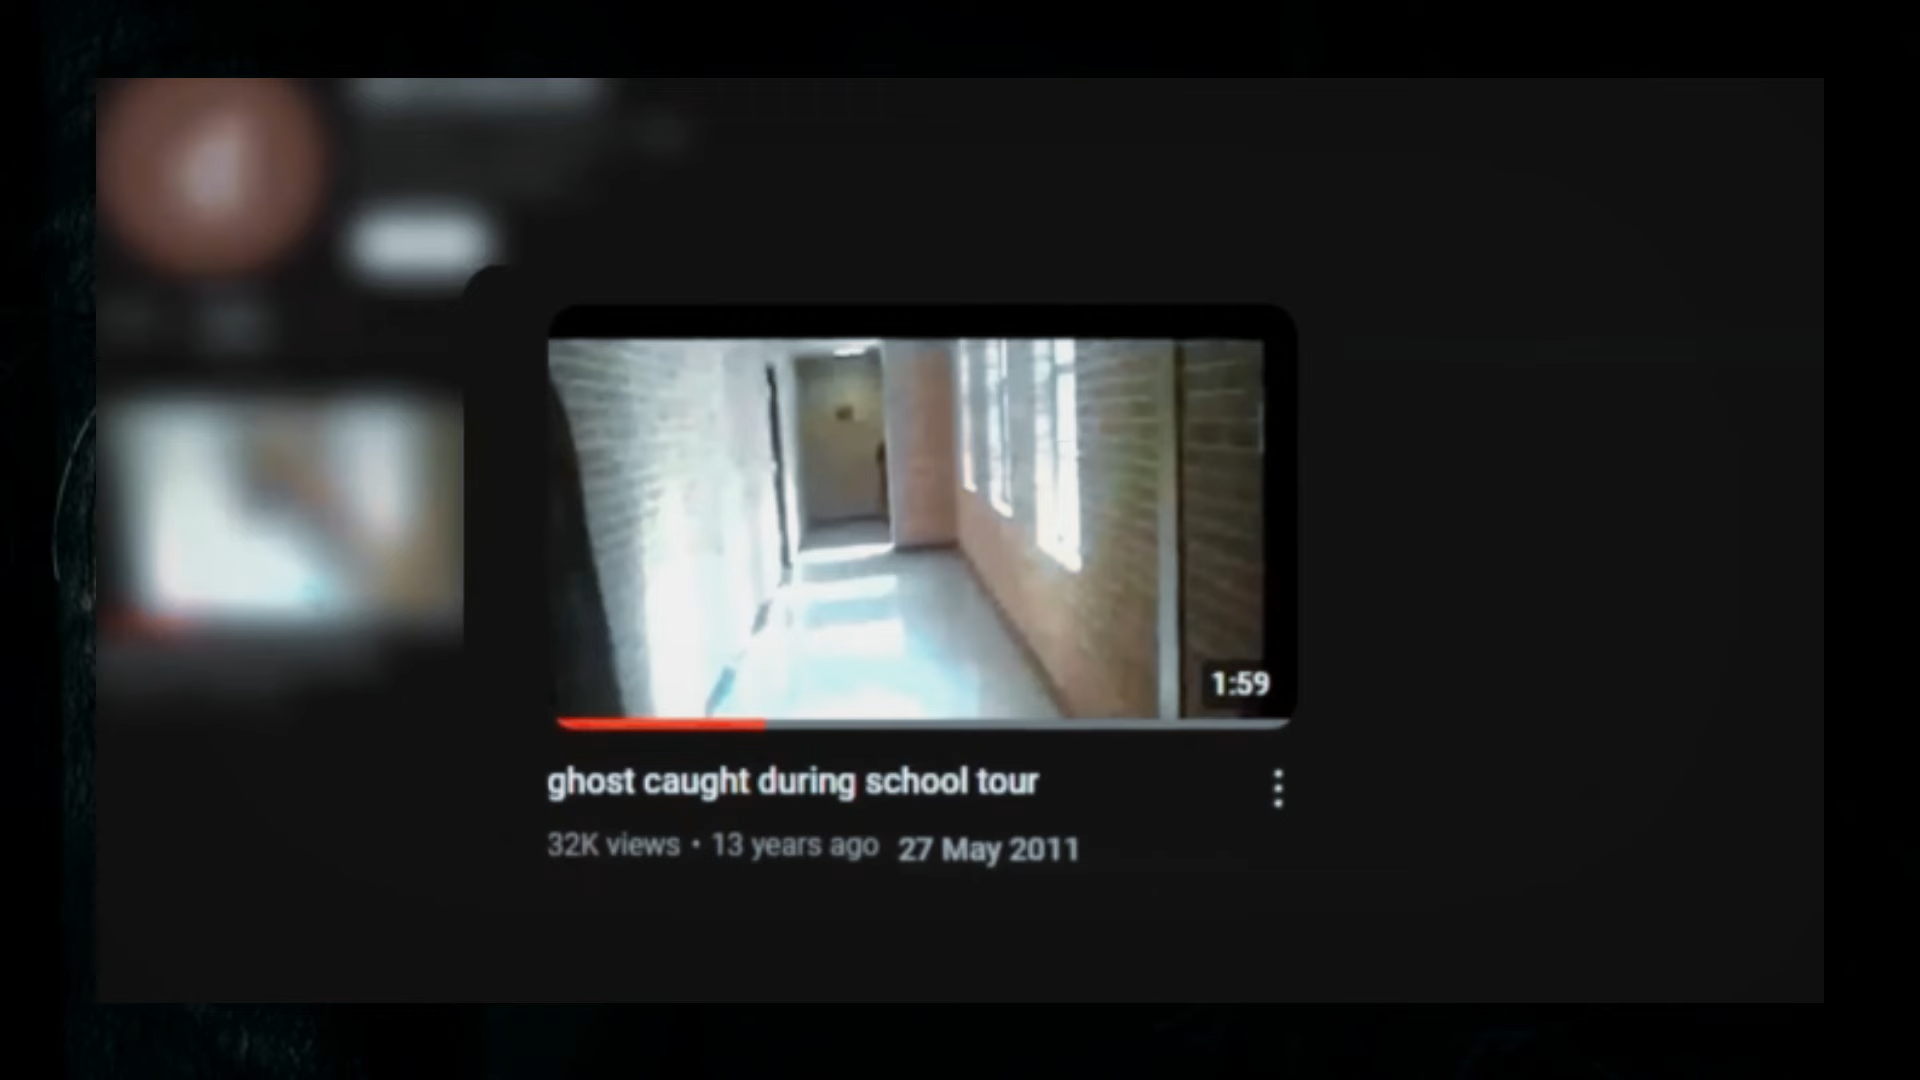 1:59
ghost caught during school tour
32K views • 13 years ago 27 May 2011